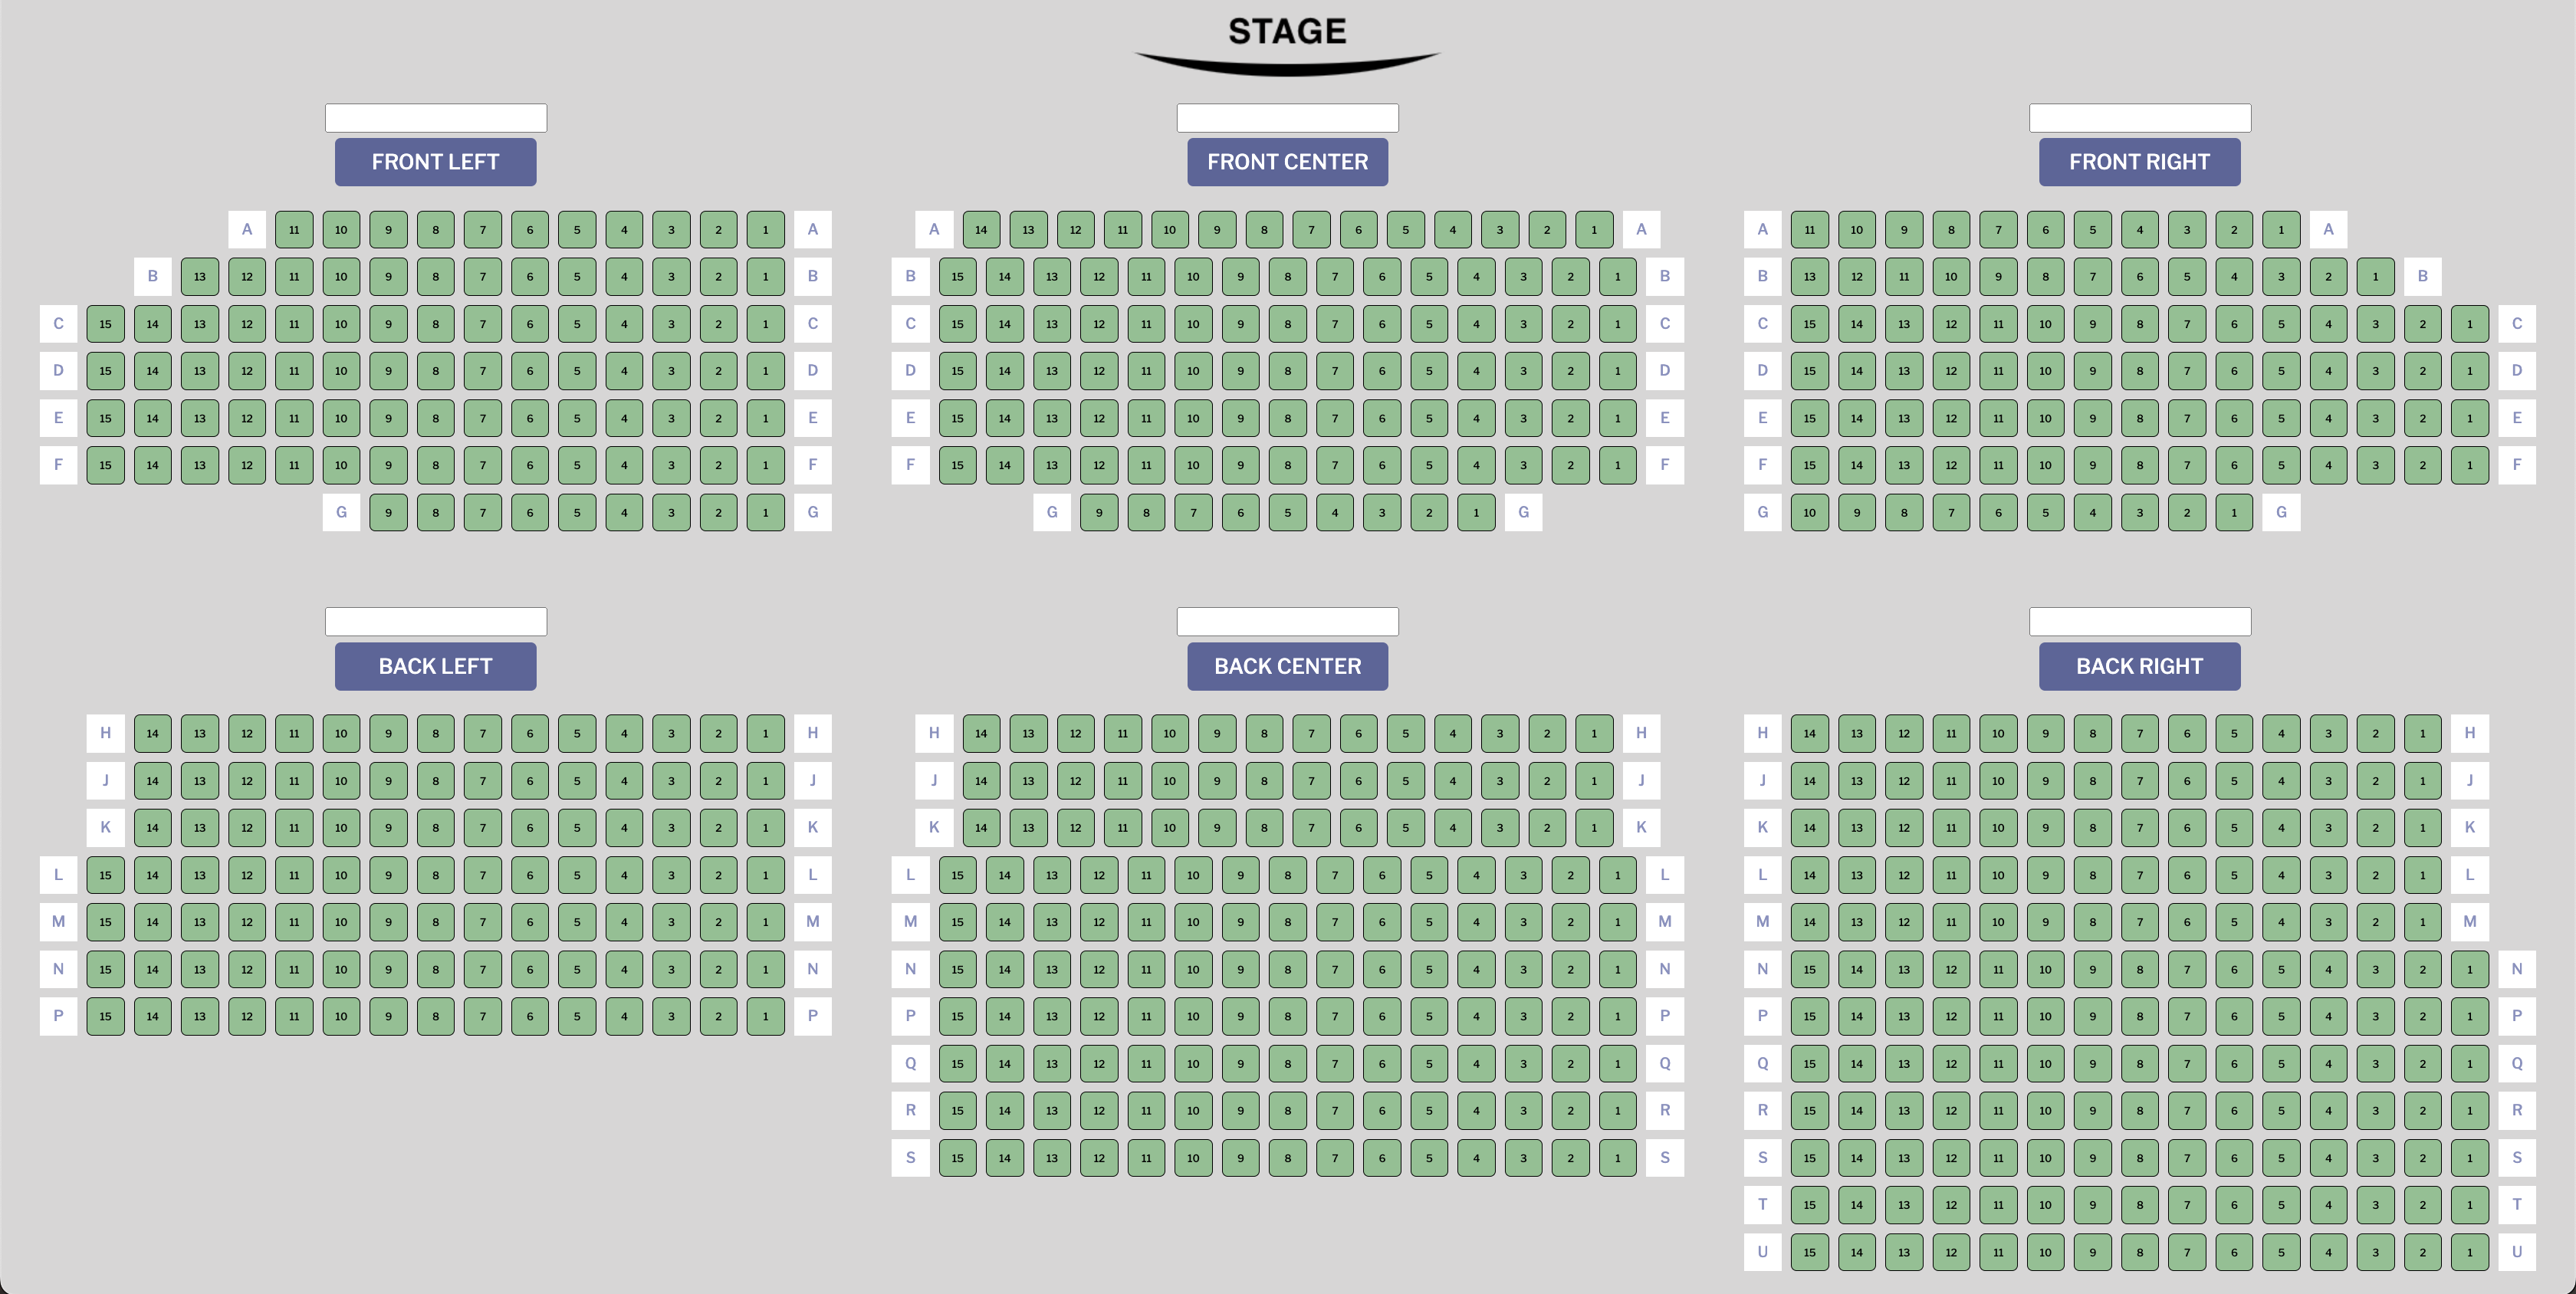 STAGE
FRONT LEFT FRONT CENTER FRONT RIGHT
A 11 10 9 8 7 6 5 4 3 2 1 A A 14 13 12 11 10 9 8 7 6 5 4 3 2 1 A A 11 10 9 8 7 6 5 4 3 2 1 A
B 13 12 11 10 9 8 7 6 5 4 3 2 1 B B 15 14 13 12 11 10 9 8 7 6 5 4 3 2 1 B B 13 12 11 10 9 8 7 6 5 4 3 2 1 B
C 15 14 13 12 11 10 9 8 7 6 5 4 3 2 1 C C 15 14 13 12 11 10 9 8 7 6 5 4 3 2 1 C C 15 14 13 12 11 10 9 8 7 6 5 4 3 2 1 C
D 15 14 13 12 11 10 9 8 7 6 5 4 3 2 1 D D 15 14 13 12 11 10 9 8 7 6 5 4 3 2 1 D D 15 14 13 12 11 10 9 8 7 6 5 4 3 2 1 D
E 15 14 13 12 11 10 9 8 7 6 5 4 3 2 1 E E 15 14 13 12 11 10 9 8 7 6 5 4 3 2 1 E E 15 14 13 12 11 10 9 8 7 6 5 4 3 2 1 E
F 15 14 13 12 11 10 9 8 7 6 5 4 3 2 1 F F 15 14 13 12 11 10 9 8 7 6 5 4 3 2 1 F F 15 14 13 12 11 10 9 8 7 6 5 4 3 2 1 F
G 9 8 7 6 5 4 3 2 1 G G 9 8 7 6 5 4 3 2 1 G G 10 9 8 7 6 5 4 3 2 1 G
BACK LEFT BACK CENTER BACK RIGHT
H 14 13 12 11 10 9 8 7 6 5 4 3 2 1 H H 14 13 12 11 10 9 8 7 6 5 4 3 2 1 H H 14 13 12 11 10 9 8 7 6 5 4 3 2 1 H
J 14 13 12 11 10 9 8 7 6 5 4 3 2 1 J J 14 13 12 11 10 9 8 7 6 5 4 3 2 1 J J 14 13 12 11 10 9 8 7 6 5 4 3 2 1 J
K 14 13 12 11 10 9 8 7 6 5 4 3 2 1 K K 14 13 12 11 10 9 8 7 6 5 4 3 2 1 K K 14 13 12 11 10 9 8 7 6 5 4 3 2 1 K
L 15 14 13 12 11 10 9 8 7 6 5 4 3 2 1 L L 15 14 13 12 11 10 9 8 7 6 5 4 3 2 1 L L 14 13 12 11 10 9 8 7 6 5 4 3 2 1 L
M 15 14 13 12 11 10 9 8 7 6 5 4 3 2 1 M M 15 14 13 12 11 10 9 8 7 6 5 4 3 2 1 M M 14 13 12 11 10 9 8 7 6 5 4 3 2 1 M
N 15 14 13 12 11 10 9 8 7 6 5 4 3 2 1 N N 15 14 13 12 11 10 9 8 7 6 5 4 3 2 1 N N 15 14 13 12 11 10 9 8 7 6 5 4 3 2 1 N
P 15 14 13 12 11 10 9 8 7 6 5 4 3 2 1 P P 15 14 13 12 11 10 9 8 7 6 5 4 3 2 1 P P 15 14 13 12 11 10 9 8 7 6 5 4 3 2 1 P
Q 15 14 13 12 11 10 9 8 7 6 5 4 3 2 1 Q Q 15 14 13 12 11 10 9 8 7 6 5 4 3 2 1 Q
R 15 14 13 12 11 10 9 8 7 6 5 4 3 2 1 R R 15 14 13 12 11 10 9 8 7 6 5 4 3 2 1 R
S 15 14 13 12 11 10 9 8 7 6 5 4 3 2 1 S S 15 14 13 12 11 10 9 8 7 6 5 4 3 2 1 S
T 15 14 13 12 11 10 9 8 7 6 5 4 3 2 1 T
U 15 14 13 12 11 10 9 8 7 6 5 4 3 2 1 U